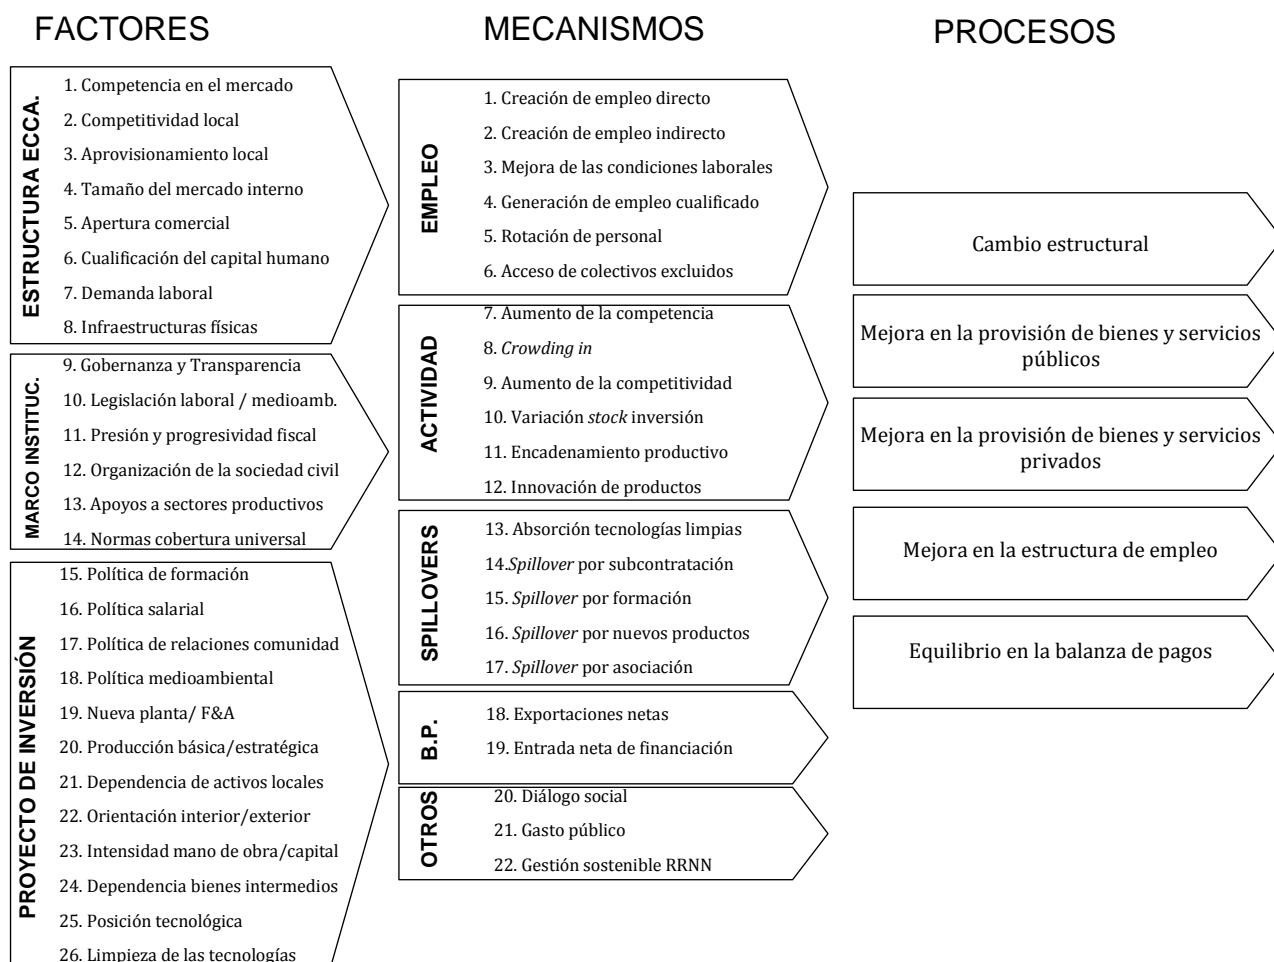 FACTORES
ESTRUCTURA ECCA.
1. Competencia en el mercado
2. Competitividad local
3. Aprovisionamiento local
4. Tamaño del mercado interno
5. Apertura comercial
6. Cualificación del capital humano
7. Demanda laboral
8. Infraestructuras físicas
MARCO INSTITUC.
9. Gobernanza y Transparencia
10. Legislación laboral / medioamb.
11. Presión y progresividad fiscal
12. Organización de la sociedad civil
13. Apoyos a sectores productivos
14. Normas cobertura universal
PROYECTO DE INVERSIÓN
15. Política de formación
16. Política salarial
17. Política de relaciones comunidad
18. Política medioambiental
19. Nueva planta/ F&A
20. Producción básica/estratégica
21. Dependencia de activos locales
22. Orientación interior/exterior
23. Intensidad mano de obra/capital
24. Dependencia bienes intermedios
25. Posición tecnológica
26. Limpieza de las tecnologías
MECANISMOS
EMPLEO
1. Creación de empleo directo
2. Creación de empleo indirecto
3. Mejora de las condiciones laborales
4. Generación de empleo cualificado
5. Rotación de personal
6. Acceso de colectivos excluidos
ACTIVIDAD
7. Aumento de la competencia
8. Crowding in
9. Aumento de la competitividad
10. Variación stock inversión
11. Encadenamiento productivo
12. Innovación de productos
SPILLOVERS
13. Absorción tecnologías limpias
14.Spillover por subcontratación
15. Spillover por formación
16. Spillover por nuevos productos
17. Spillover por asociación
B.P.
18. Exportaciones netas
19. Entrada neta de financiación
OTROS
20. Diálogo social
21. Gasto público
22. Gestión sostenible RRNN
PROCESOS
Cambio estructural
Mejora en la provisión de bienes y servicios
públicos
Mejora en la provisión de bienes y servicios
privados
Mejora en la estructura de empleo
Equilibrio en la balanza de pagos